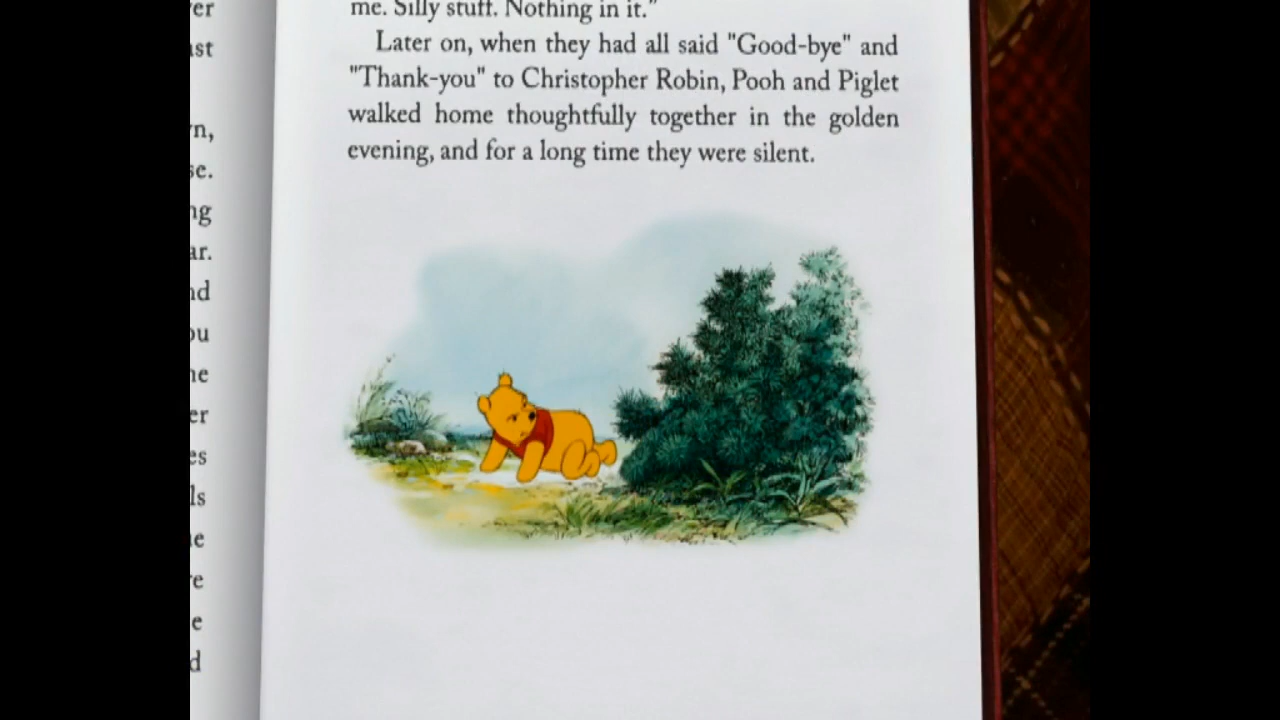 me. Silly stuff. Nothing in it."
Later on, when they had all said "Good-bye" and
"Thank-you" to Christopher Robin, Pooh and Piglet
walked home thoughtfully together in the golden
evening, and for a long time they were silent.